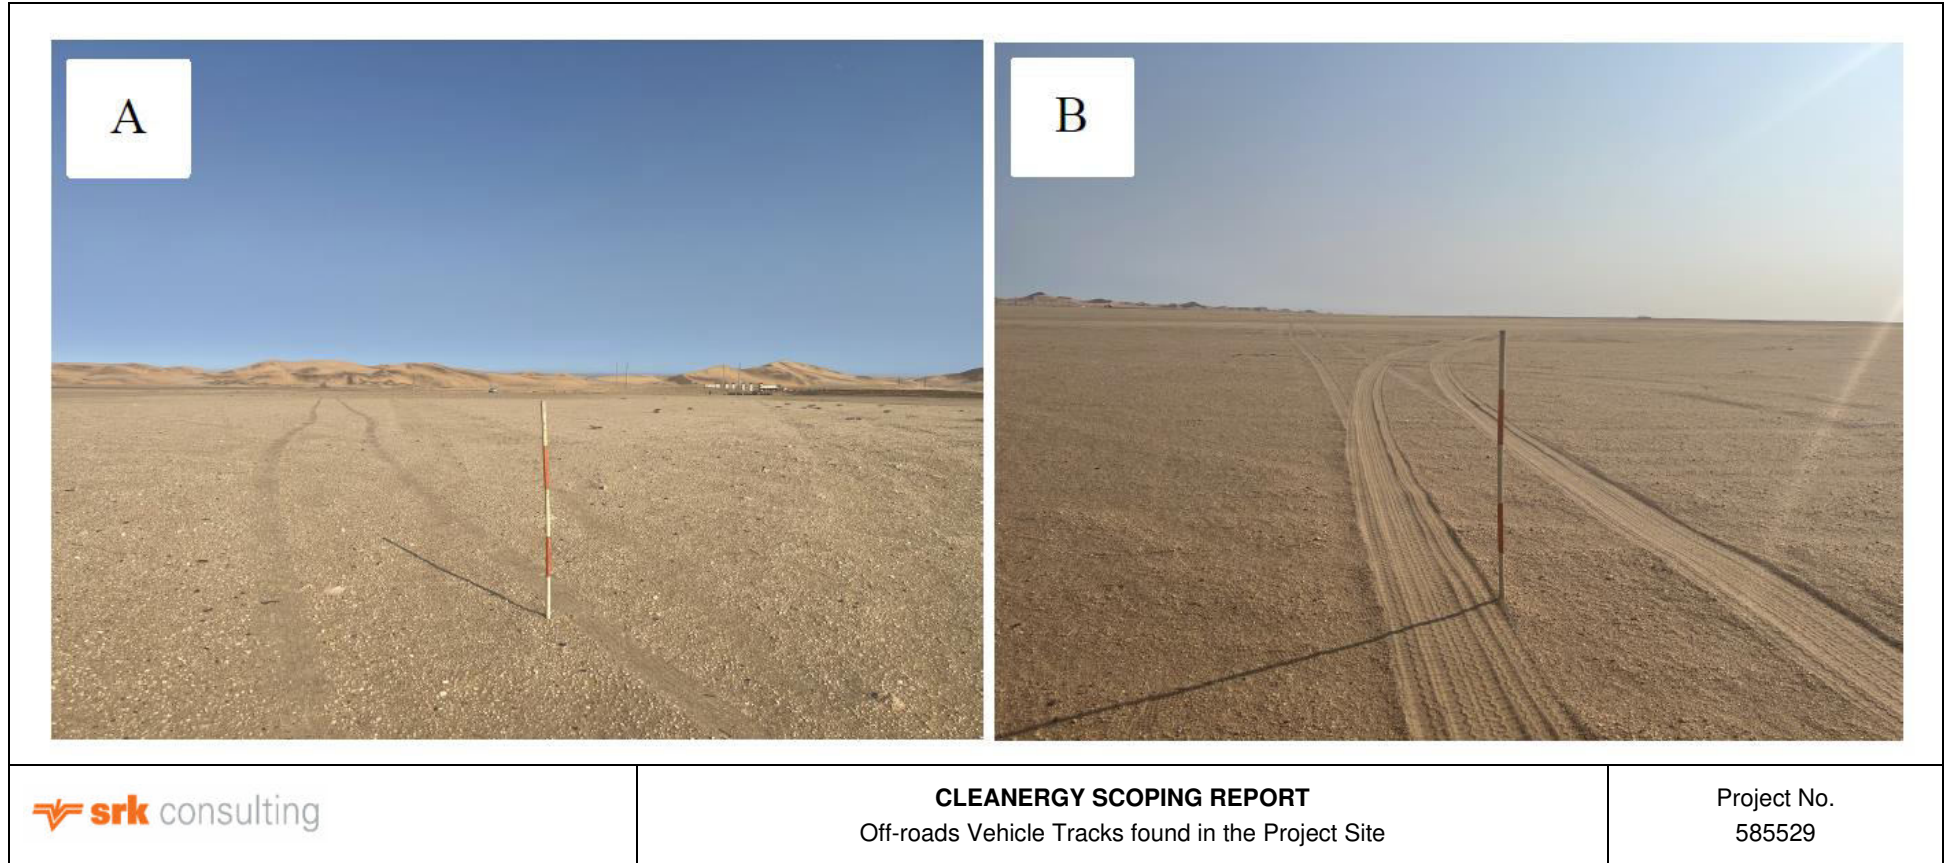 A
B
srk consulting
CLEANERGY SCOPING REPORT
Off-roads Vehicle Tracks found in the Project Site
Project No.
585529